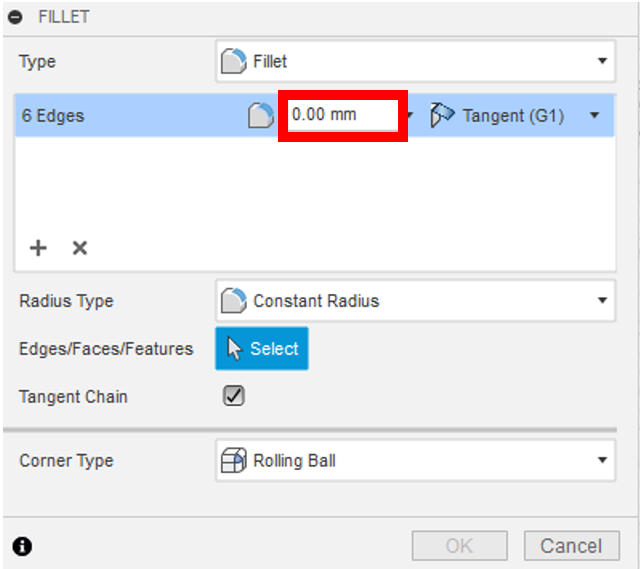 FILLET
Type Fillet
6 Edges 0.00 mm Tangent (G1)
Radius Type Constant Radius
Edges/Faces/Features Select
Tangent Chain
Corner Type Rolling Ball
OK Cancel